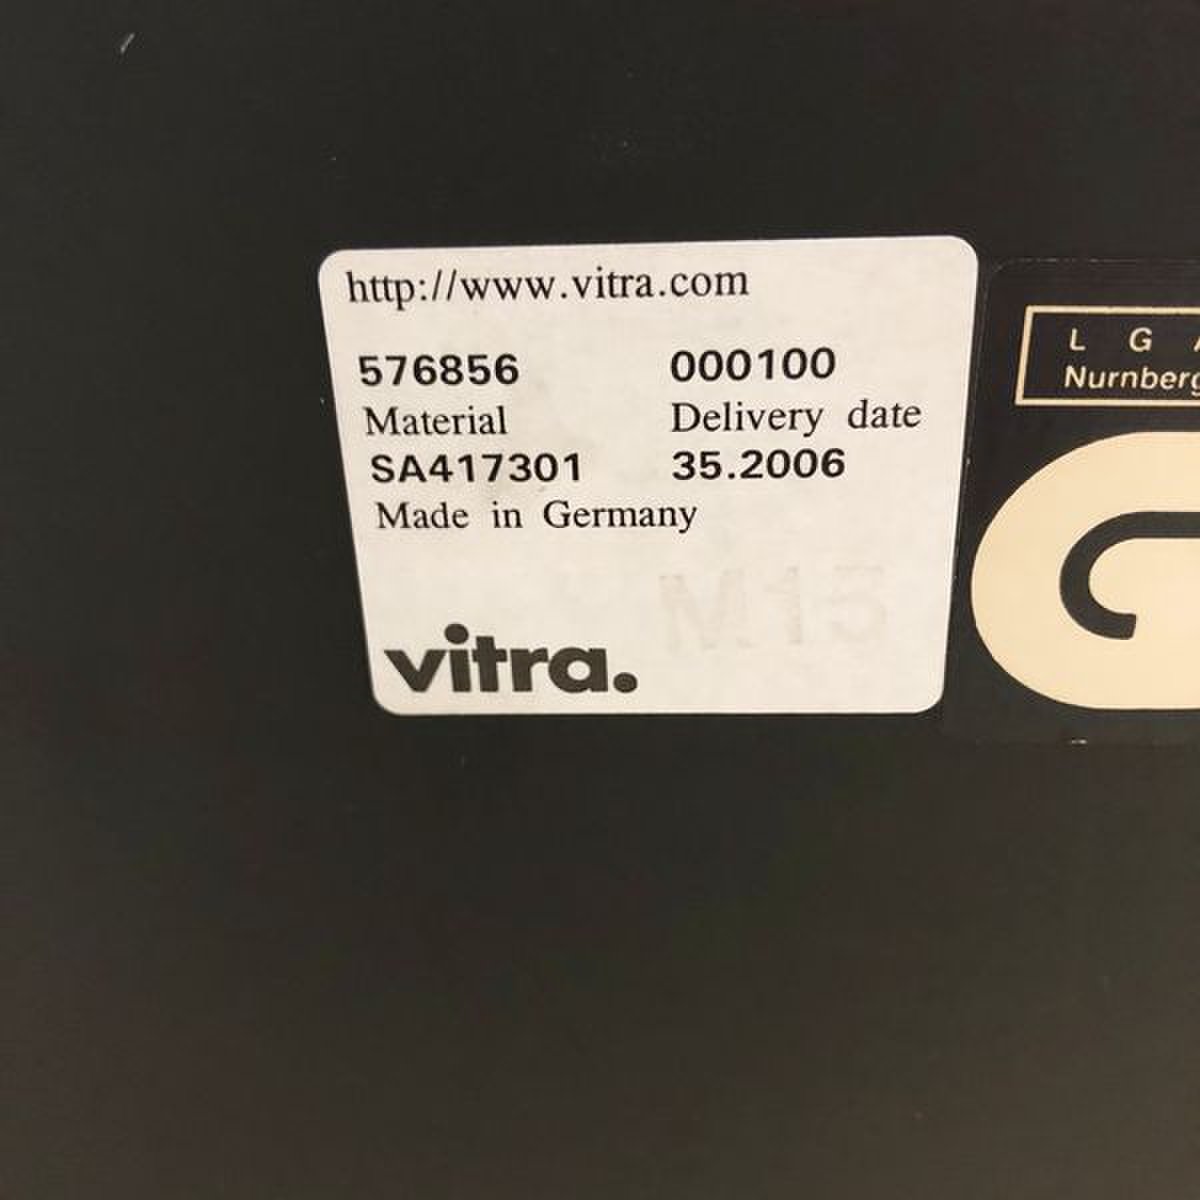 http://www.vitra.com
576856 000100
Material Delivery date
SA417301 35.2006
Made in Germany
M15
vitra.
L G A
Nurnberg